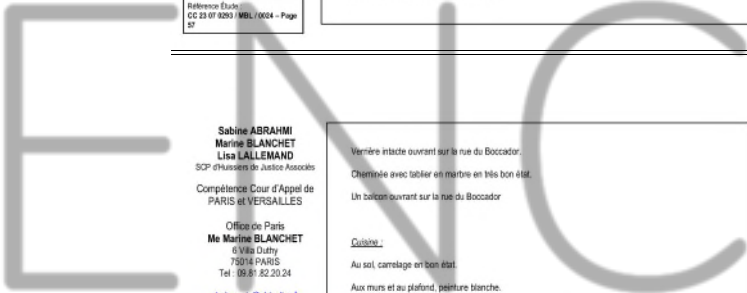 Référence Étude :
CC 23 07 0293 / MBL / 0024 – Page
57
ENC
Sabine ABRAHMI
Marine BLANCHET
Lisa LALLEMAND
SCP d'Huissiers de Justice Associés
Compétence Cour d'Appel de
PARIS et VERSAILLES
Office de Paris
Me Marine BLANCHET
6 Villa Duthy
75014 PARIS
Tel : 09.81.82.20.24
Verrière intacte ouvrant sur la rue du Boccador.
Cheminée avec tablier en marbre en très bon état.
Un balcon ouvrant sur la rue du Boccador
Cuisine :
Au sol, carrelage en bon état.
Aux murs et au plafond, peinture blanche.